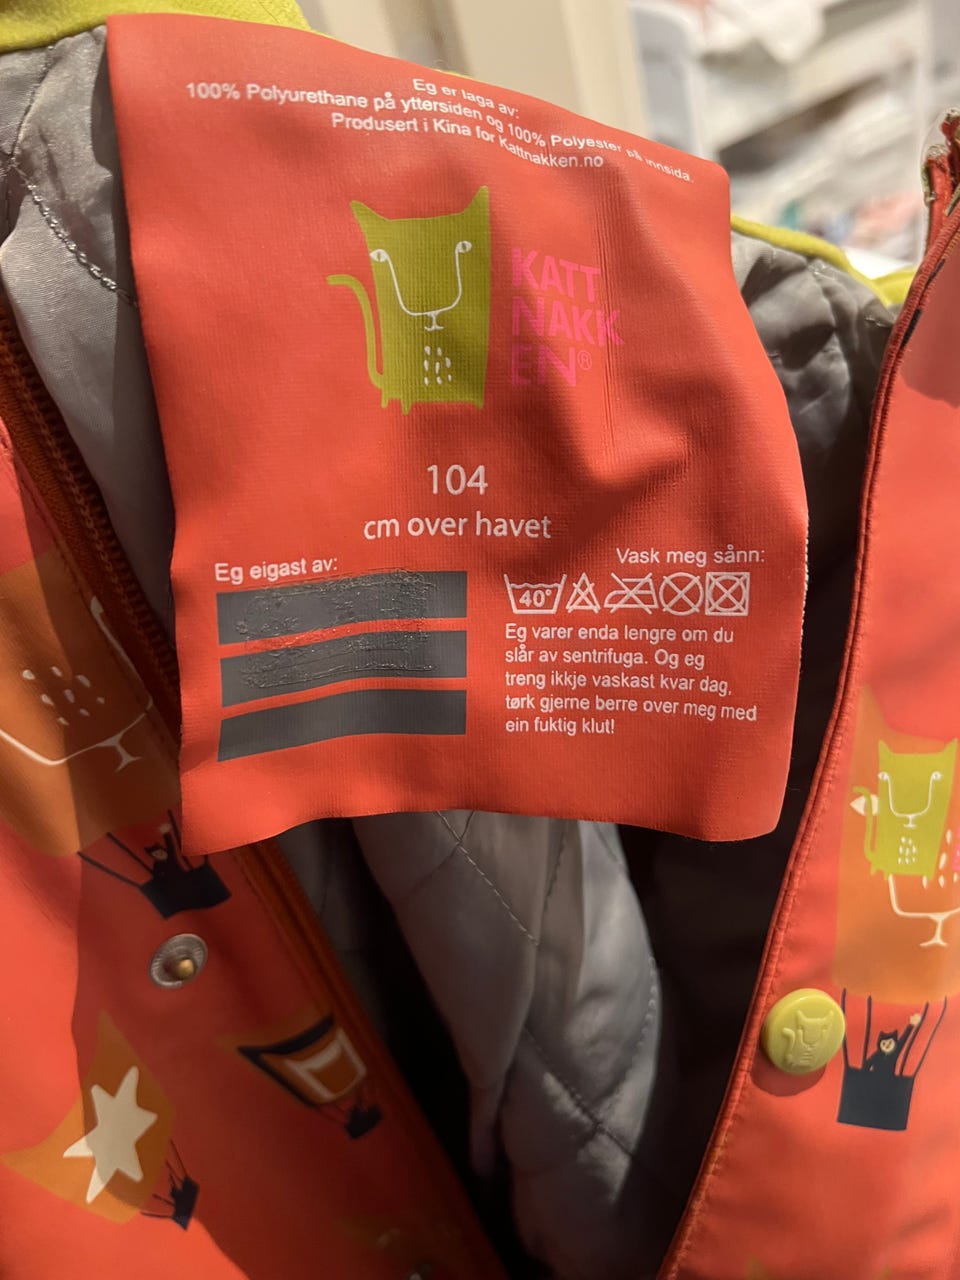 Eg er laga av:
100% Polyurethane på yttersiden og 100% Polyester på innsida.
Produsert i Kina for Kattnakken.no
KATT
NAKK
EN®
104
cm over havet
Eg eigast av:
Vask meg sånn:
40°
Eg varer enda lengre om du
slår av sentrifuga. Og eg
treng ikkje vaskast kvar dag,
tørk gjerne berre over meg med
ein fuktig klut!